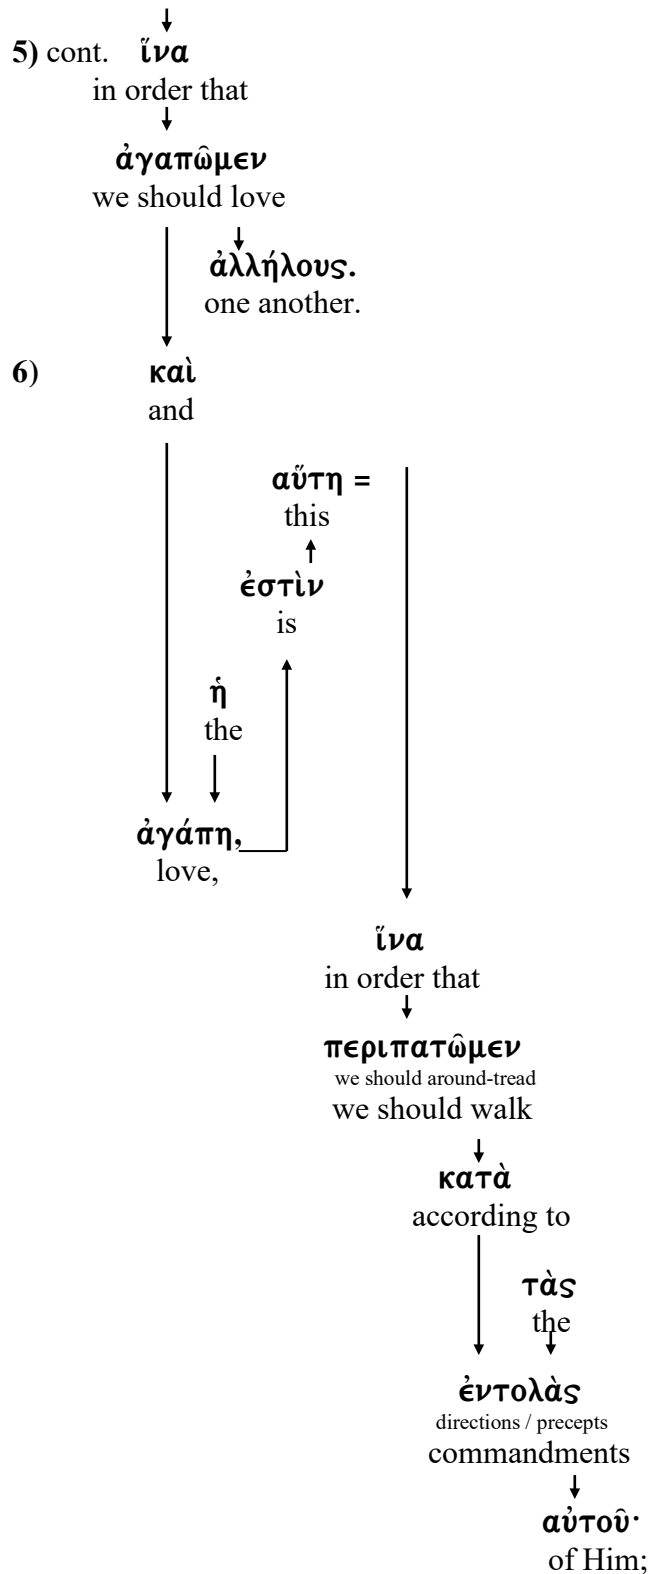 5) cont. ἵνα
in order that
ἀγαπῶμεν
we should love
ἀλλήλους.
one another.
6) καὶ
and
αὕτη =
this
ἐστὶν
is
ἡ
the
ἀγάπη,
love,
ἵνα
in order that
περιπατῶμεν
we should around-tread
we should walk
κατὰ
according to
τὰς
the
ἐντολὰς
directions / precepts
commandments
αὐτοῦ·
of Him;